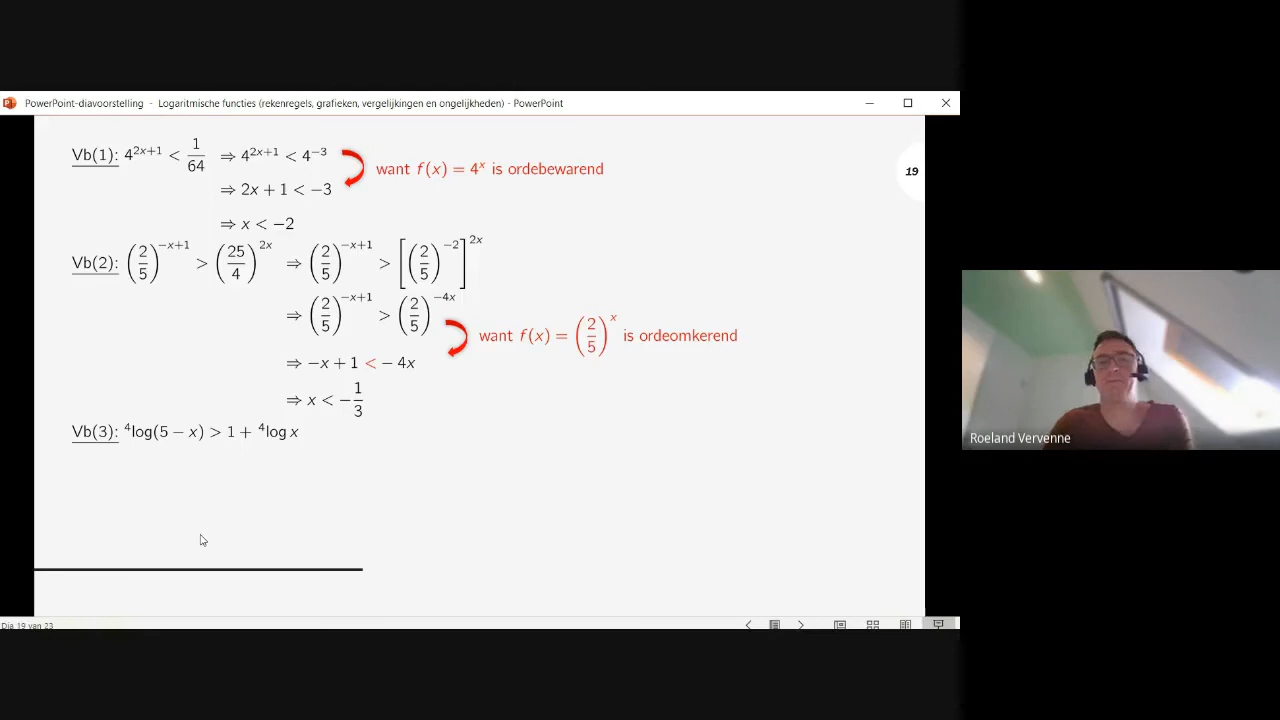 PowerPoint-diavoorstelling - Logaritmische functies (rekenregels, grafieken, vergelijkingen en ongelijkheden) - PowerPoint
19
Vb(1): 4^{2x+1} < 1/64 ⇒ 4^{2x+1} < 4^{-3}
want f(x) = 4^x is ordebewarend
⇒ 2x + 1 < −3
⇒ x < −2
Vb(2): (2/5)^{-x+1} > (25/4)^{2x} ⇒ (2/5)^{-x+1} > [(2/5)^{-2}]^{2x}
⇒ (2/5)^{-x+1} > (2/5)^{-4x}
want f(x) = (2/5)^x is ordeomkerend
⇒ −x + 1 < − 4x
⇒ x < −1/3
Vb(3): ⁴log(5 − x) > 1 + ⁴log x
Roeland Vervenne
Dia 19 van 23